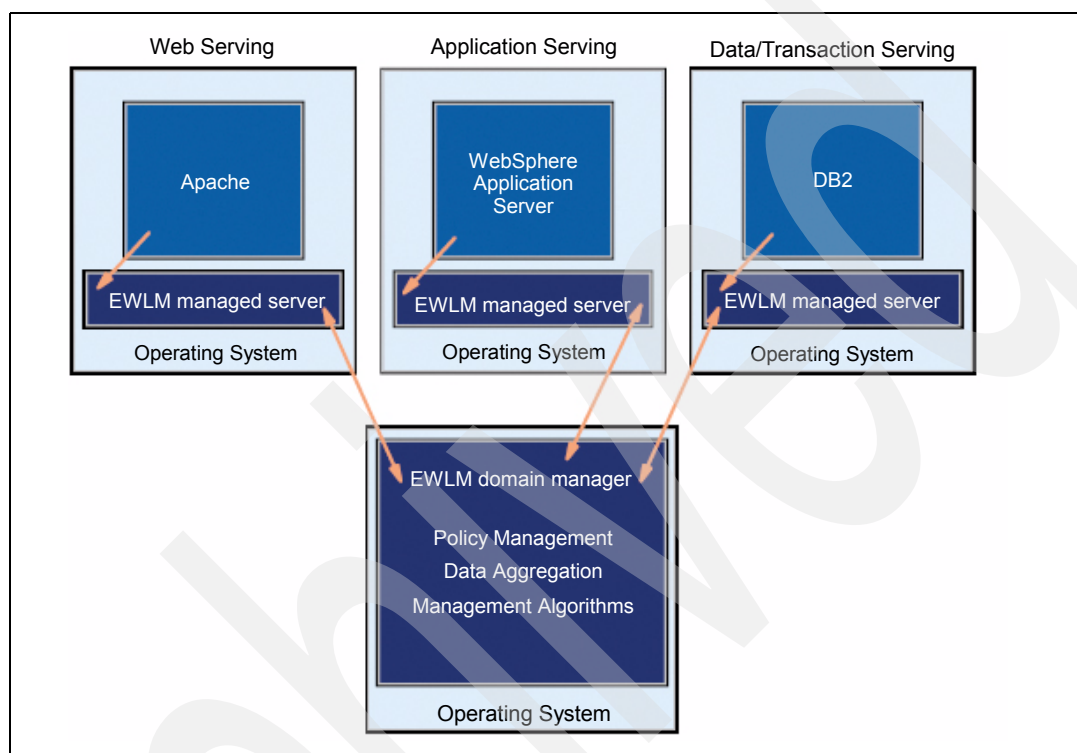 Web Serving
Application Serving
Data/Transaction Serving
Apache
WebSphere
Application
Server
DB2
EWLM managed server
EWLM managed server
EWLM managed server
Operating System
Operating System
Operating System
EWLM domain manager
Policy Management
Data Aggregation
Management Algorithms
Operating System